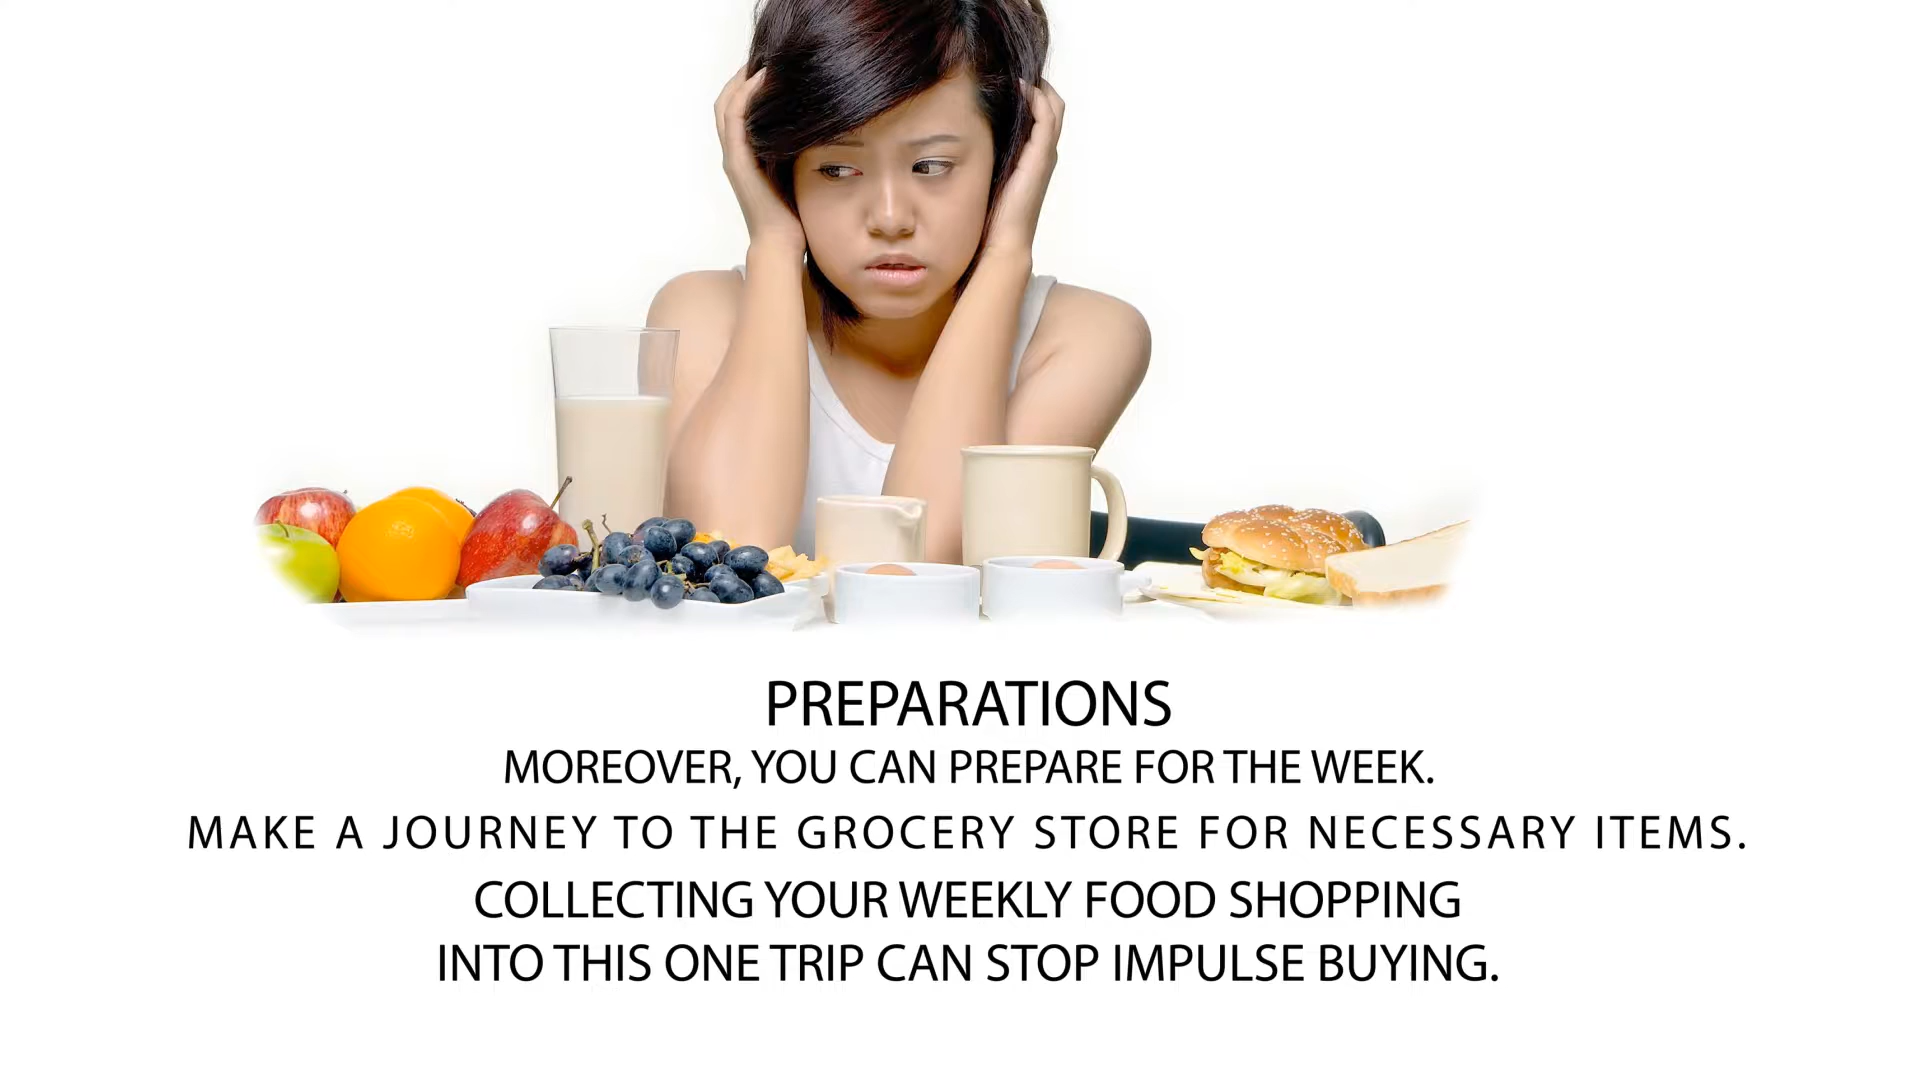 PREPARATIONS
MOREOVER, YOU CAN PREPARE FOR THE WEEK.
MAKE A JOURNEY TO THE GROCERY STORE FOR NECESSARY ITEMS.
COLLECTING YOUR WEEKLY FOOD SHOPPING
INTO THIS ONE TRIP CAN STOP IMPULSE BUYING.